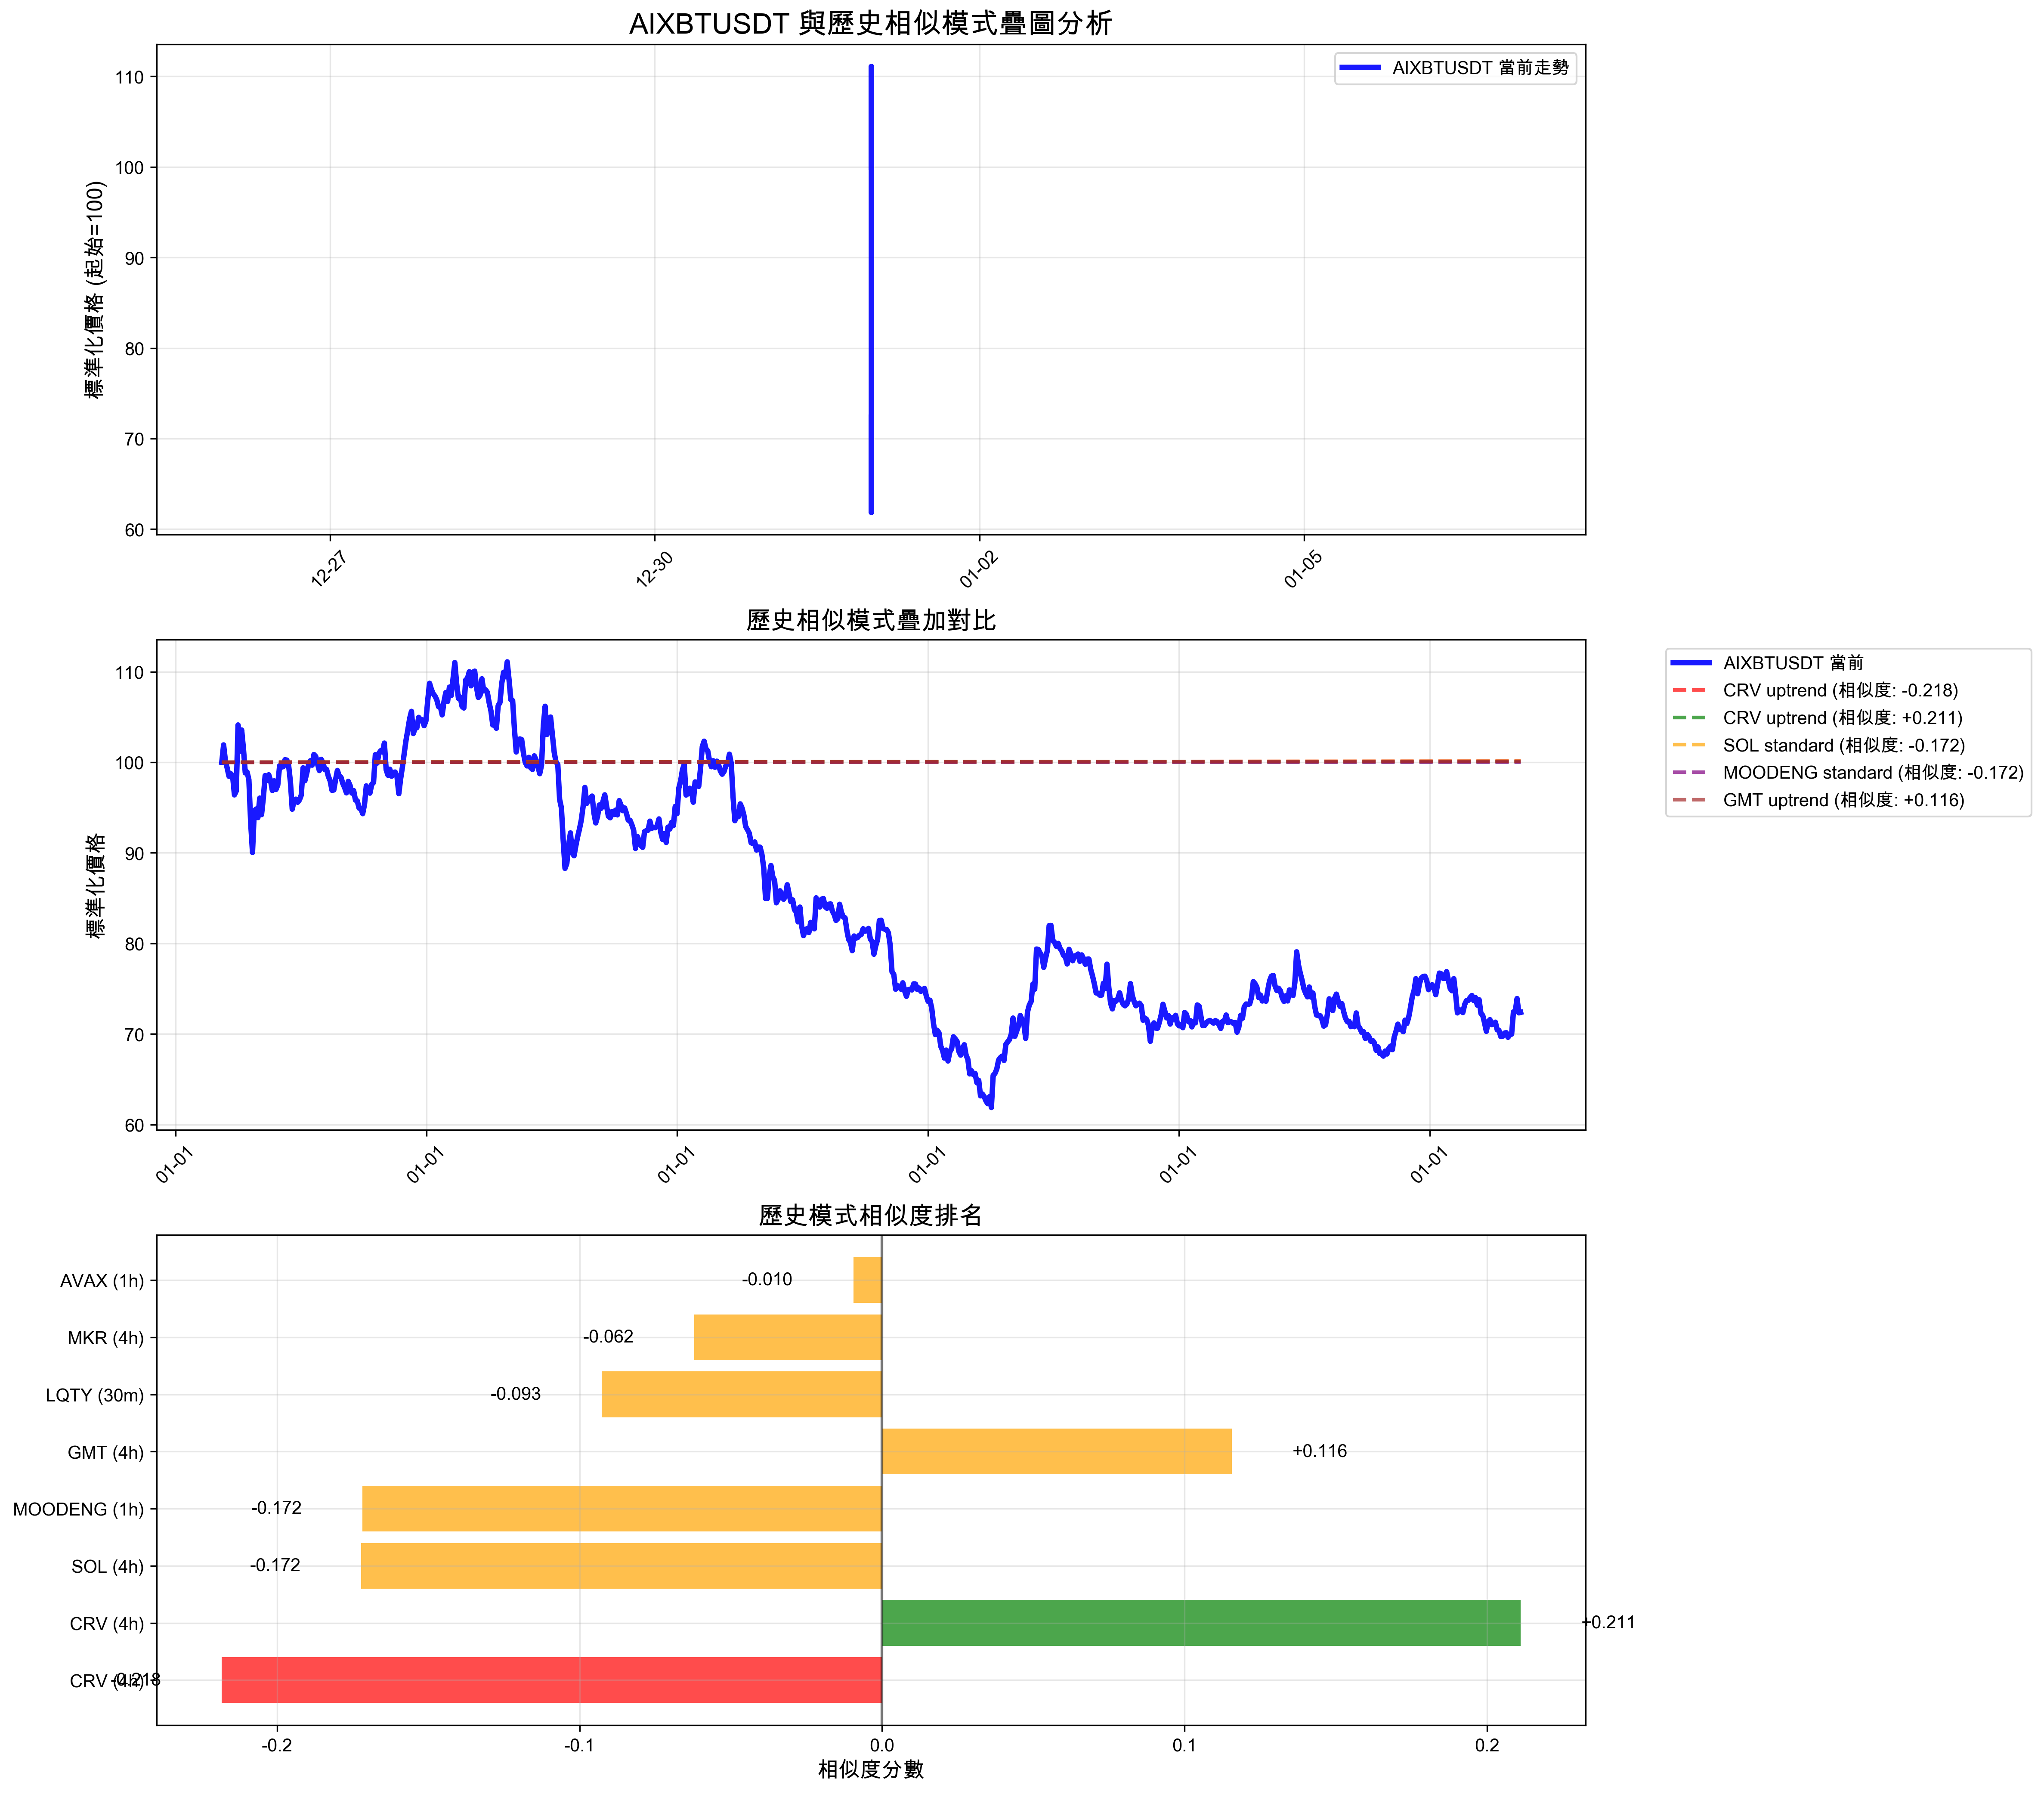 AIXBTUSDT 與歷史相似模式疊圖分析
AIXBTUSDT 當前走勢
標準化價格 (起始=100)
110
100
90
80
70
60
12-27
12-30
01-02
01-05
歷史相似模式疊加對比
AIXBTUSDT 當前
CRV uptrend (相似度: -0.218)
CRV uptrend (相似度: +0.211)
SOL standard (相似度: -0.172)
MOODENG standard (相似度: -0.172)
GMT uptrend (相似度: +0.116)
標準化價格
110
100
90
80
70
60
01-01
01-01
01-01
01-01
01-01
01-01
歷史模式相似度排名
AVAX (1h)
-0.010
MKR (4h)
-0.062
LQTY (30m)
-0.093
GMT (4h)
+0.116
MOODENG (1h)
-0.172
SOL (4h)
-0.172
CRV (4h)
+0.211
CRV (4h)
-0.218
-0.2
-0.1
0.0
0.1
0.2
相似度分數